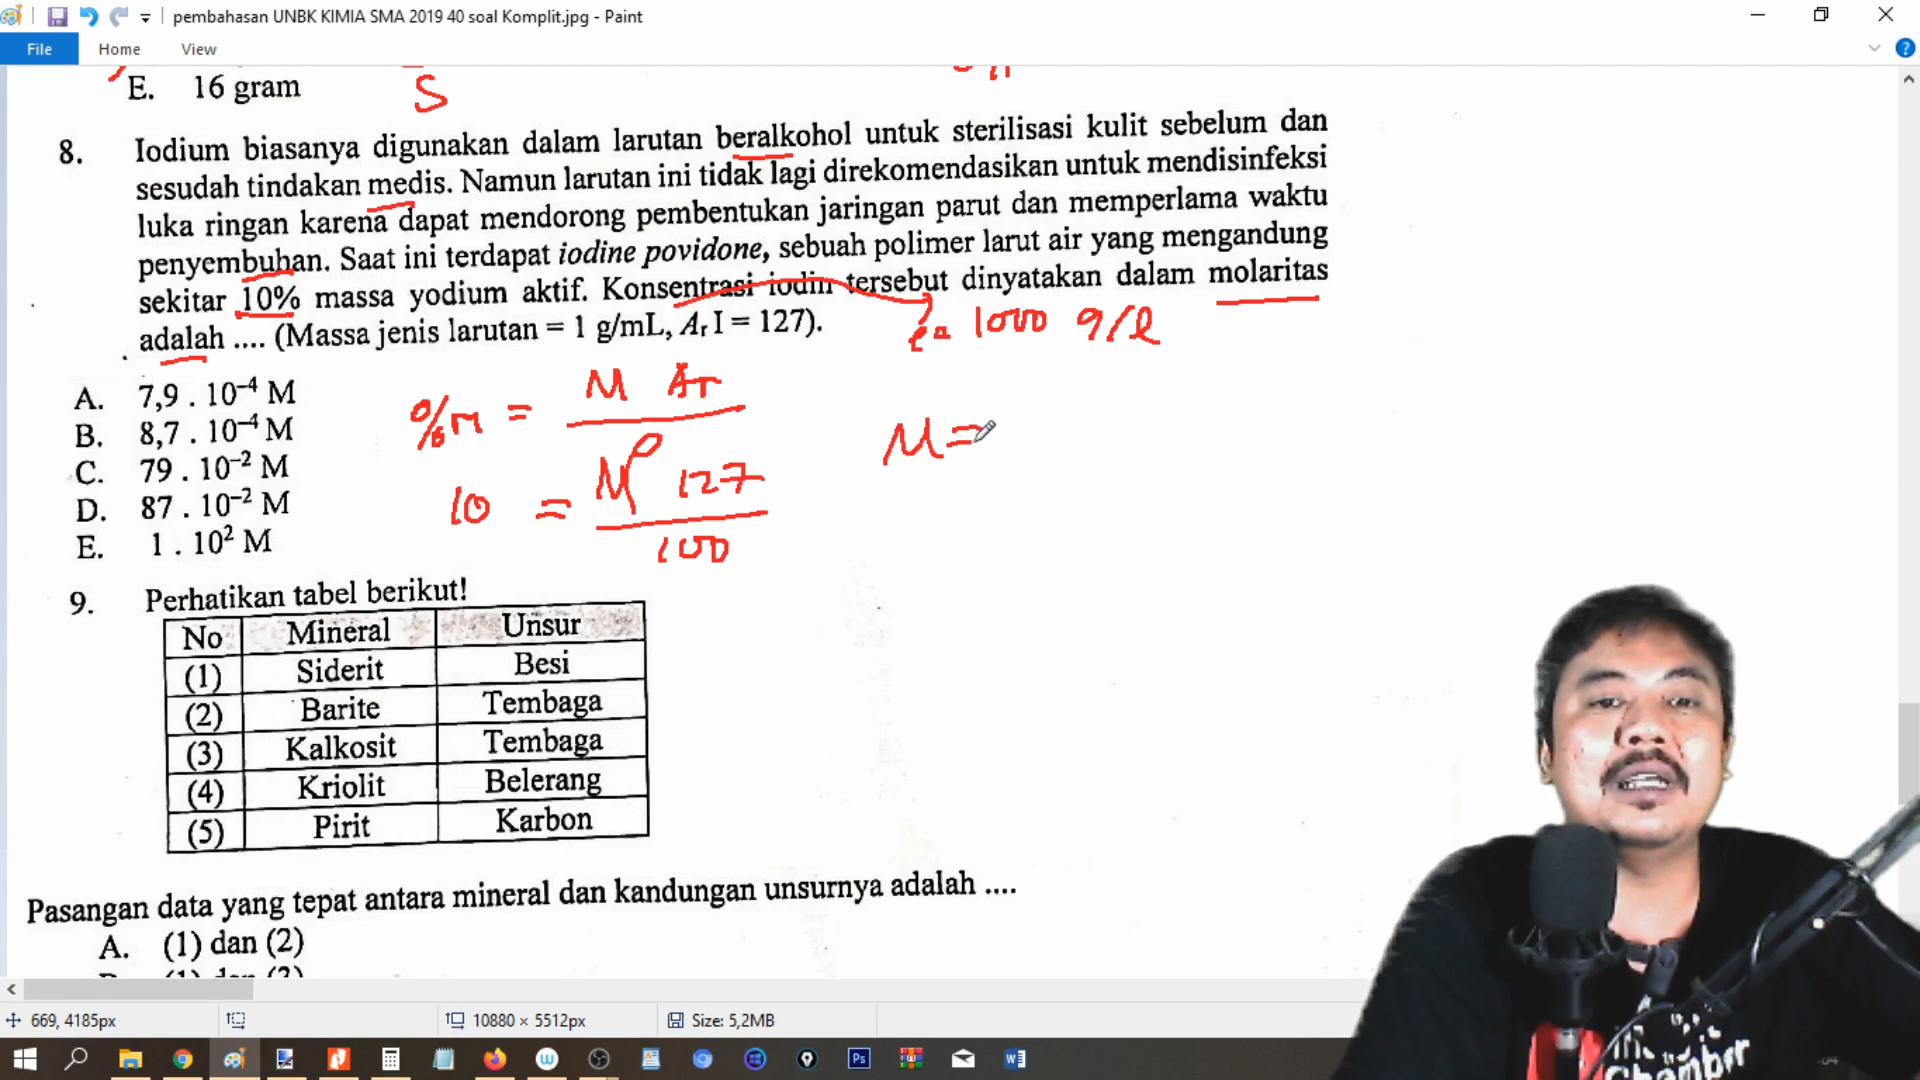 pembahasan UNBK KIMIA SMA 2019 40 soal Komplit.jpg - Paint
File Home View
E. 16 gram
S
8. Iodium biasanya digunakan dalam larutan beralkohol untuk sterilisasi kulit sebelum dan
sesudah tindakan medis. Namun larutan ini tidak lagi direkomendasikan untuk mendisinfeksi
luka ringan karena dapat mendorong pembentukan jaringan parut dan memperlama waktu
penyembuhan. Saat ini terdapat iodine povidone, sebuah polimer larut air yang mengandung
sekitar 10% massa yodium aktif. Konsentrasi iodin tersebut dinyatakan dalam molaritas
adalah .... (Massa jenis larutan = 1 g/mL, Ar I = 127).
= 1000 g/l
A. 7,9 . 10⁻⁴ M
B. 8,7 . 10⁻⁴ M
C. 79 . 10⁻² M
D. 87 . 10⁻² M
E. 1 . 10² M
%M = M Ar
ρ
10 = M 127
100
M =
9. Perhatikan tabel berikut!
No Mineral Unsur
(1) Siderit Besi
(2) Barite Tembaga
(3) Kalkosit Tembaga
(4) Kriolit Belerang
(5) Pirit Karbon
Pasangan data yang tepat antara mineral dan kandungan unsurnya adalah ....
A. (1) dan (2)
669, 4185px
10880 × 5512px
Size: 5,2MB
Ps
Chamber